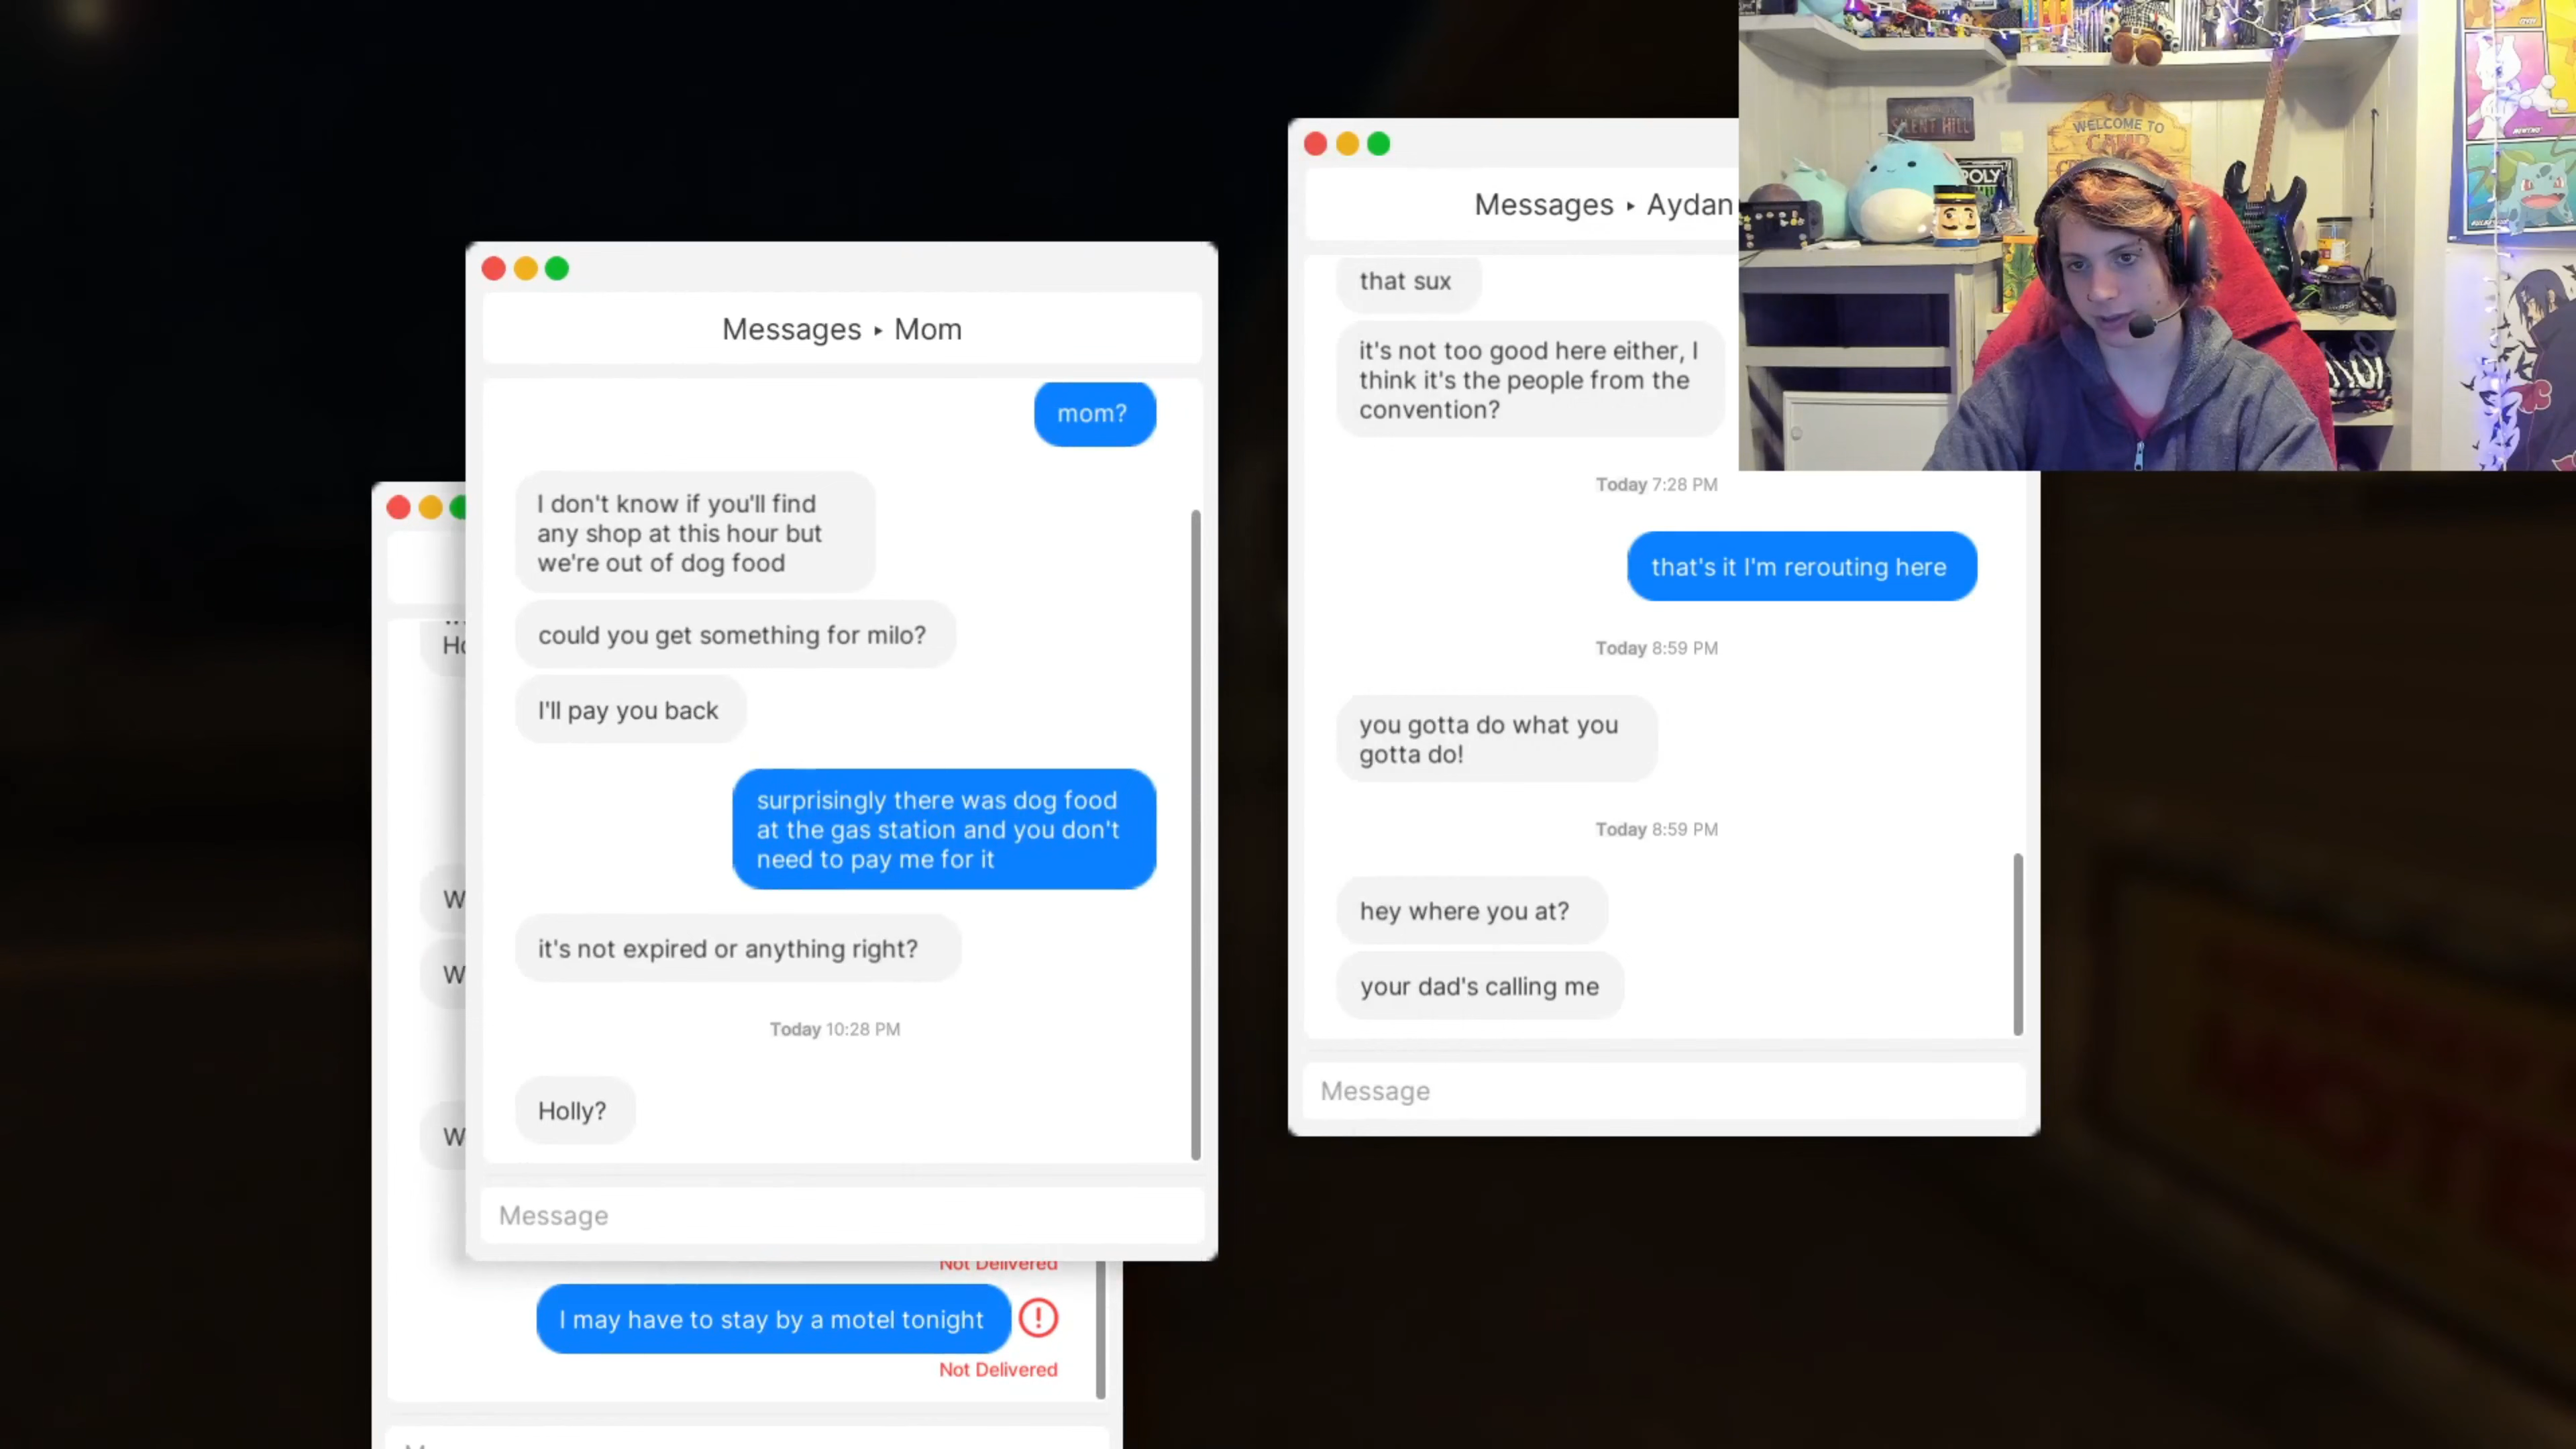 Messages ▸ Mom
mom?
I don't know if you'll find
any shop at this hour but
we're out of dog food
could you get something for milo?
I'll pay you back
surprisingly there was dog food
at the gas station and you don't
need to pay me for it
it's not expired or anything right?
Today 10:28 PM
Holly?
Message
Not Delivered
I may have to stay by a motel tonight
Not Delivered
Messages ▸ Aydan
that sux
it's not too good here either, I
think it's the people from the
convention?
Today 7:28 PM
that's it I'm rerouting here
Today 8:59 PM
you gotta do what you
gotta do!
Today 8:59 PM
hey where you at?
your dad's calling me
Message
SILENT HILL
WELCOME TO
CAMP